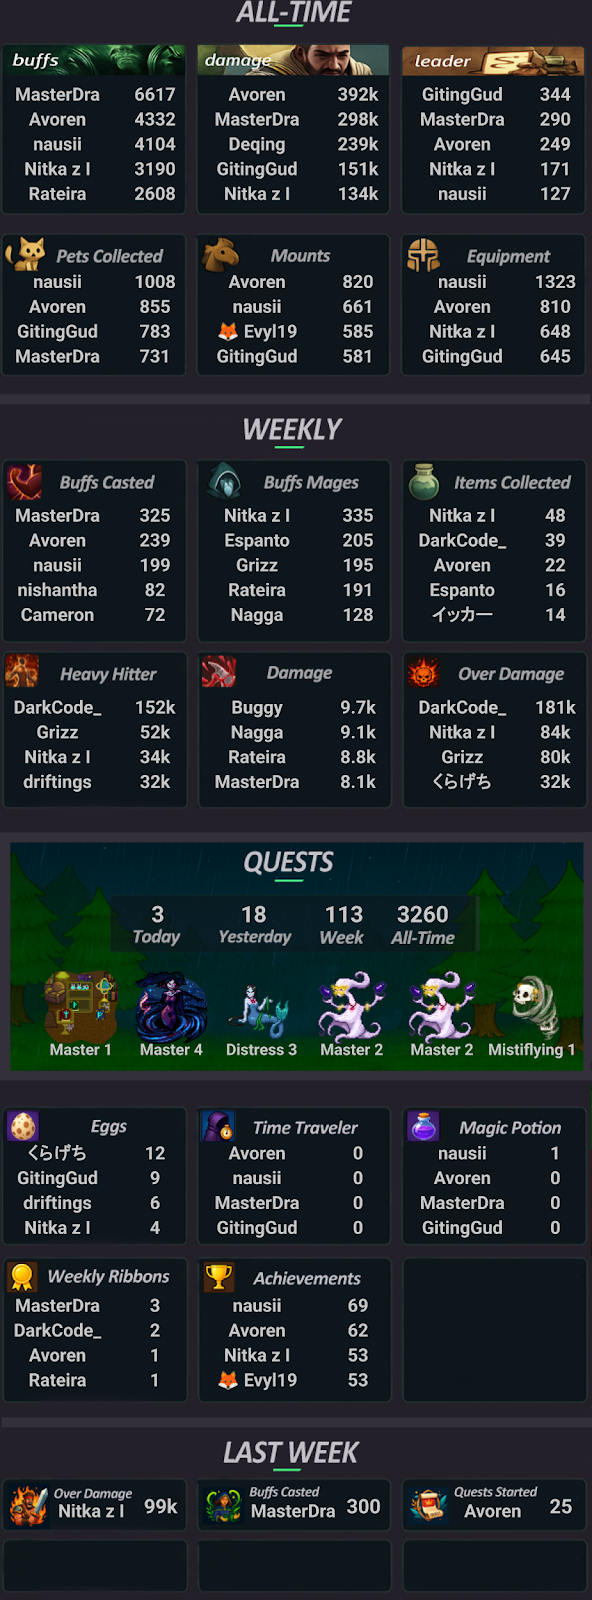 ALL-TIME
buffs
MasterDra 6617
Avoren 4332
nausii 4104
Nitka z I 3190
Rateira 2608
damage
Avoren 392k
MasterDra 298k
Deqing 239k
GitingGud 151k
Nitka z I 134k
leader
GitingGud 344
MasterDra 290
Avoren 249
Nitka z I 171
nausii 127
Pets Collected
nausii 1008
Avoren 855
GitingGud 783
MasterDra 731
Mounts
Avoren 820
nausii 661
🦊 Evyl19 585
GitingGud 581
Equipment
nausii 1323
Avoren 810
Nitka z I 648
GitingGud 645
WEEKLY
Buffs Casted
MasterDra 325
Avoren 239
nausii 199
nishantha 82
Cameron 72
Buffs Mages
Nitka z I 335
Espanto 205
Grizz 195
Rateira 191
Nagga 128
Items Collected
Nitka z I 48
DarkCode_ 39
Avoren 22
Espanto 16
イッカー 14
Heavy Hitter
DarkCode_ 152k
Grizz 52k
Nitka z I 34k
driftings 32k
Damage
Buggy 9.7k
Nagga 9.1k
Rateira 8.8k
MasterDra 8.1k
Over Damage
DarkCode_ 181k
Nitka z I 84k
Grizz 80k
くらげち 32k
QUESTS
3 18 113 3260
Today Yesterday Week All-Time
Master 1 Master 4 Distress 3 Master 2 Master 2 Mistiflying 1
Eggs
くらげち 12
GitingGud 9
driftings 6
Nitka z I 4
Time Traveler
Avoren 0
nausii 0
MasterDra 0
GitingGud 0
Magic Potion
nausii 1
Avoren 0
MasterDra 0
GitingGud 0
Weekly Ribbons
MasterDra 3
DarkCode_ 2
Avoren 1
Rateira 1
Achievements
nausii 69
Avoren 62
Nitka z I 53
🦊 Evyl19 53
LAST WEEK
Over Damage
Nitka z I 99k
Buffs Casted
MasterDra 300
Quests Started
Avoren 25